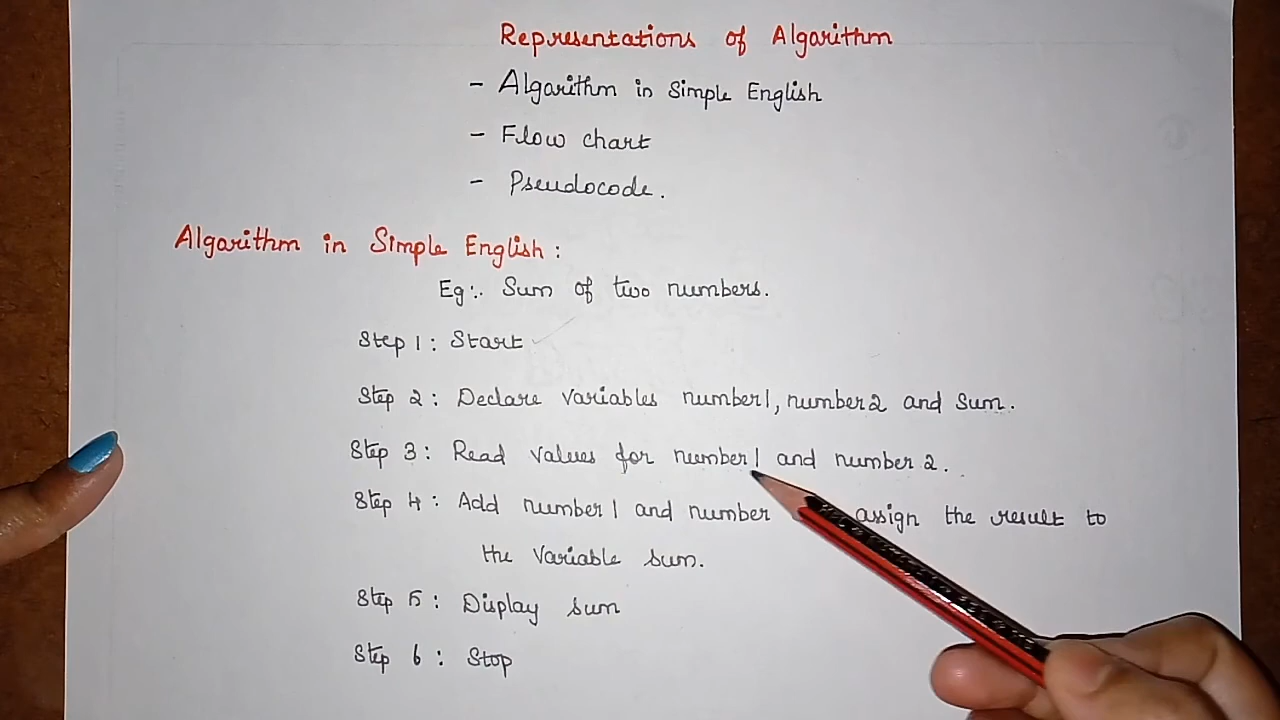 Representations of Algorithm
- Algorithm in Simple English
- Flow chart
- Pseudocode.
Algorithm in Simple English :
Eg:. Sum of two numbers.
Step 1 : Start
Step 2 : Declare variables number1, number2 and sum.
Step 3 : Read values for number1 and number 2.
Step 4 : Add number 1 and number assign the result to
the variable sum.
Step 5 : Display sum
Step 6 : Stop